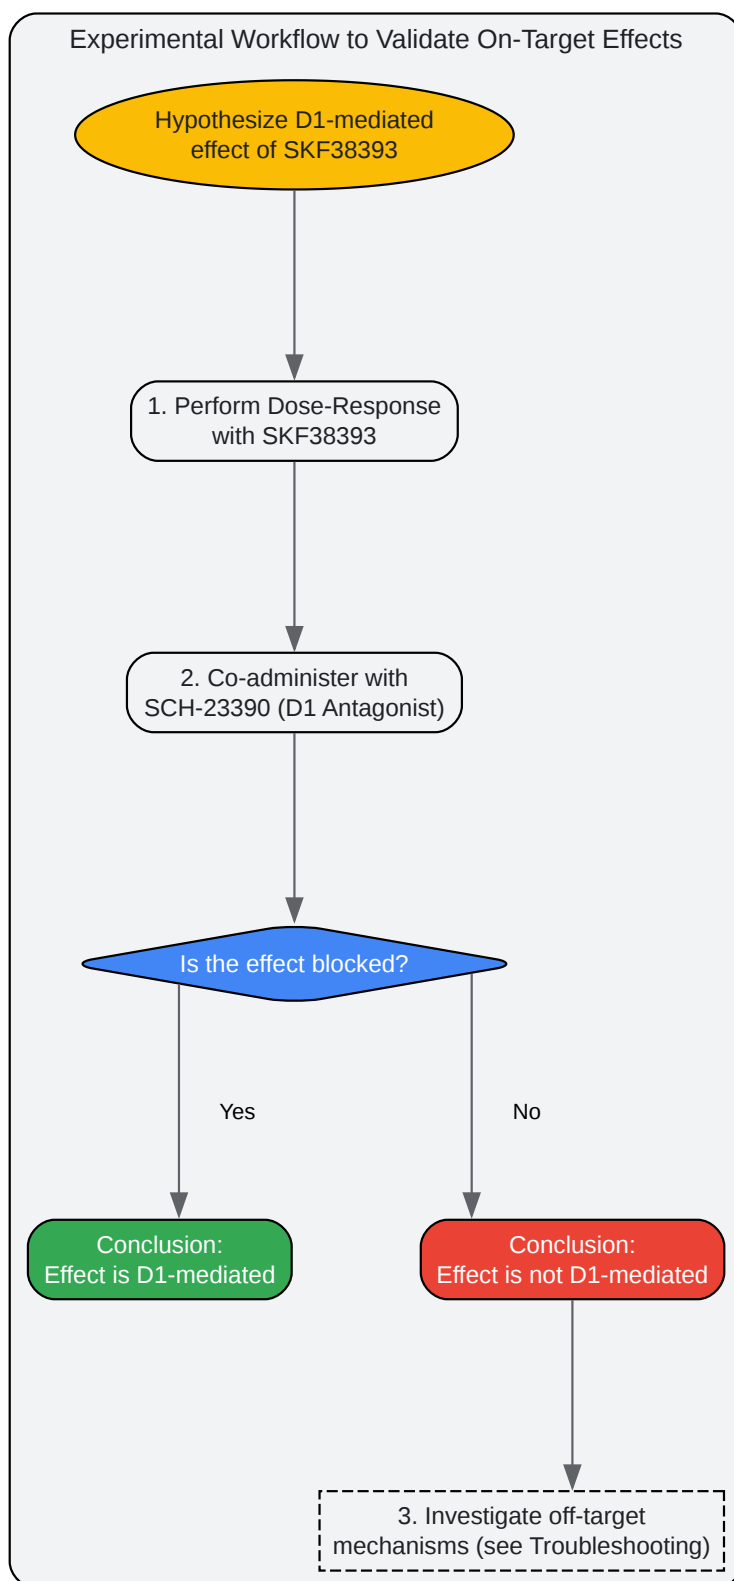 Experimental Workflow to Validate On-Target Effects
Hypothesize D1-mediated
effect of SKF38393
1. Perform Dose-Response
with SKF38393
2. Co-administer with
SCH-23390 (D1 Antagonist)
Is the effect blocked?
Yes
No
Conclusion:
Effect is D1-mediated
Conclusion:
Effect is not D1-mediated
3. Investigate off-target
mechanisms (see Troubleshooting)